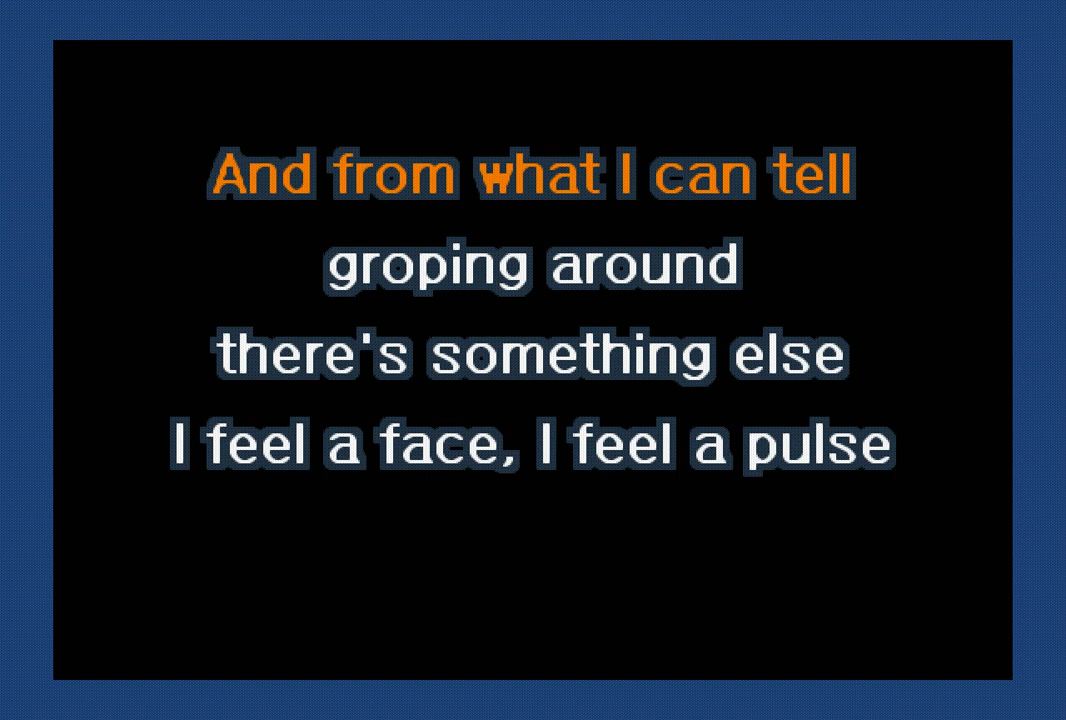 And from what I can tell
groping around
there's something else
I feel a face, I feel a pulse